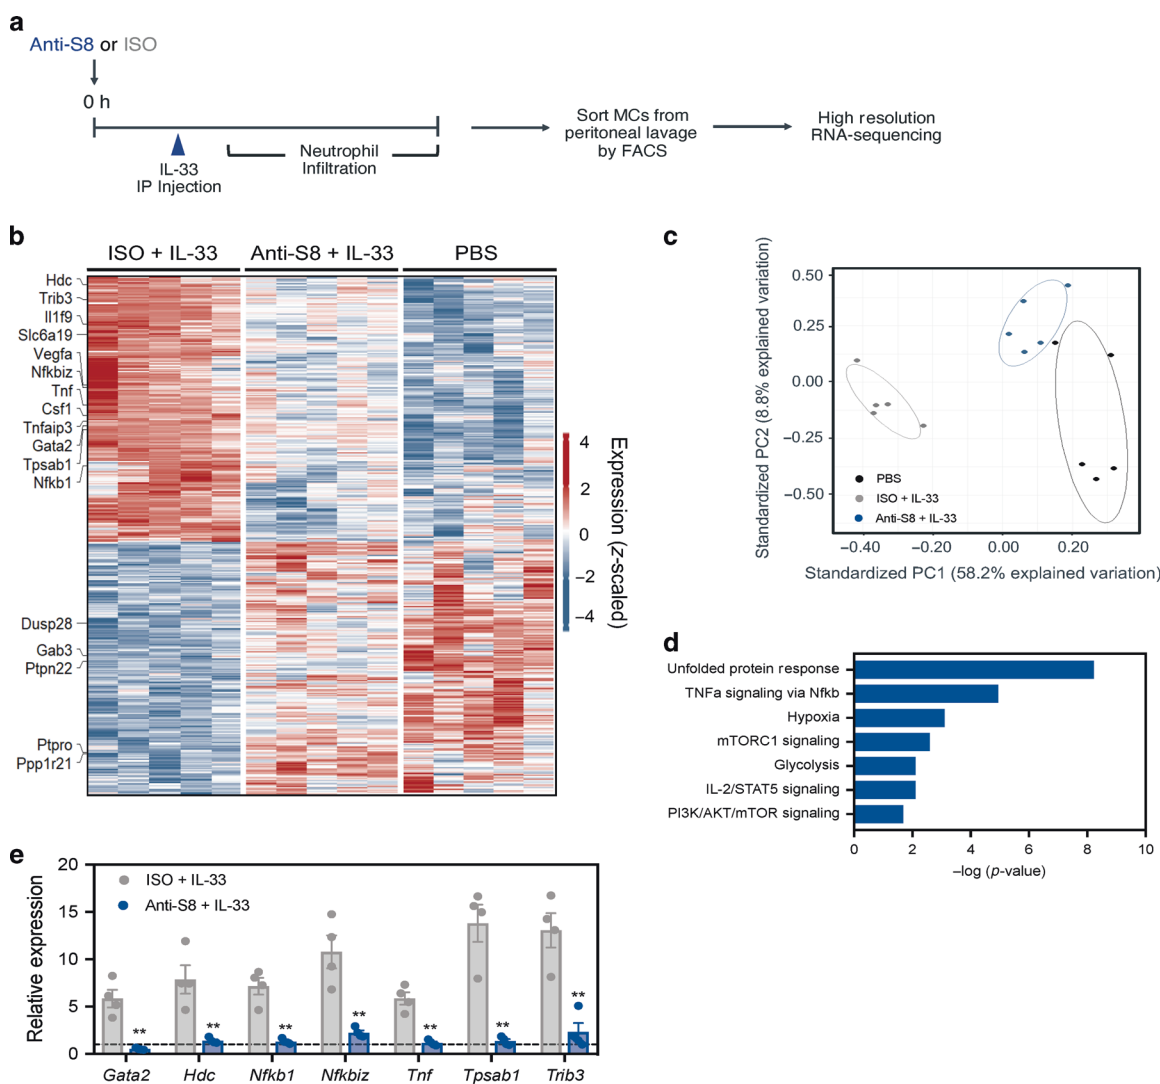 a
Anti-S8 or ISO
0 h
IL-33
IP Injection
Neutrophil
Infiltration
Sort MCs from
peritoneal lavage
by FACS
High resolution
RNA-sequencing
b
ISO + IL-33
Anti-S8 + IL-33
PBS
Hdc
Trib3
Il1f9
Slc6a19
Vegfa
Nfkbiz
Tnf
Csf1
Tnfaip3
Gata2
Tpsab1
Nfkb1
Dusp28
Gab3
Ptpn22
Ptpro
Ppp1r21
4
2
0
−2
−4
Expression (z-scaled)
c
Standardized PC2 (8.8% explained variation)
0.50
0.25
0.00
−0.25
−0.50
PBS
ISO + IL-33
Anti-S8 + IL-33
−0.40
−0.20
0.00
0.20
Standardized PC1 (58.2% explained variation)
d
Unfolded protein response
TNFa signaling via Nfkb
Hypoxia
mTORC1 signaling
Glycolysis
IL-2/STAT5 signaling
PI3K/AKT/mTOR signaling
0 2 4 6 8 10
–log (p-value)
e
Relative expression
20
15
10
5
0
ISO + IL-33
Anti-S8 + IL-33
** ** ** ** ** ** **
Gata2 Hdc Nfkb1 Nfkbiz Tnf Tpsab1 Trib3